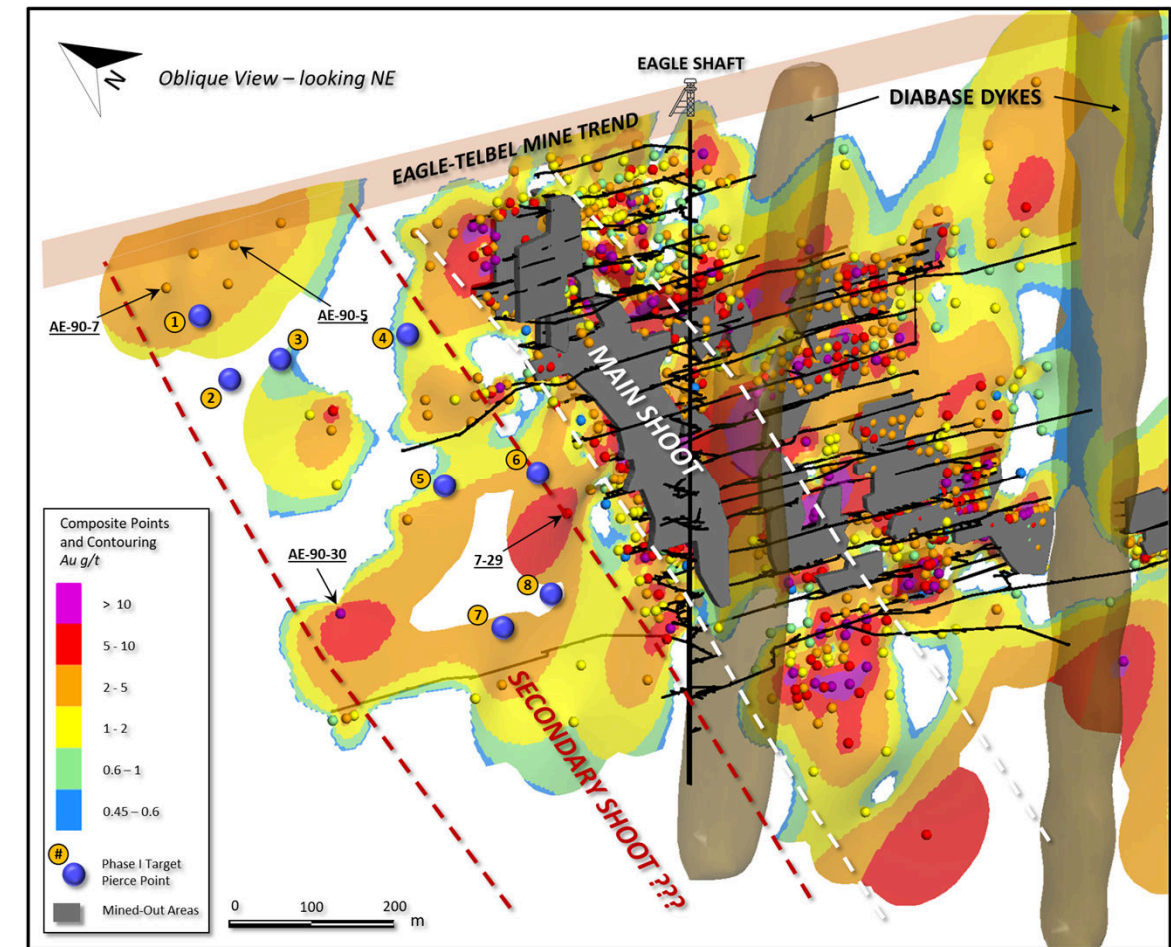 N
Oblique View – looking NE
EAGLE SHAFT
DIABASE DYKES
EAGLE-TELBEL MINE TREND
AE-90-7
AE-90-5
1
2
3
4
MAIN SHOOT
5
6
7-29
AE-90-30
8
7
SECONDARY SHOOT ???
Composite Points
and Contouring
Au g/t
> 10
5 - 10
2 - 5
1 - 2
0.6 – 1
0.45 – 0.6
#
Phase I Target
Pierce Point
Mined-Out Areas
0 100 200
m